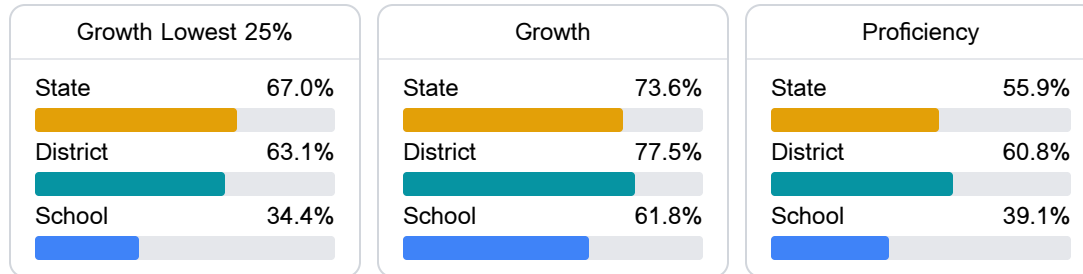 Growth Lowest 25%
State 67.0%
District 63.1%
School 34.4%
Growth
State 73.6%
District 77.5%
School 61.8%
Proficiency
State 55.9%
District 60.8%
School 39.1%